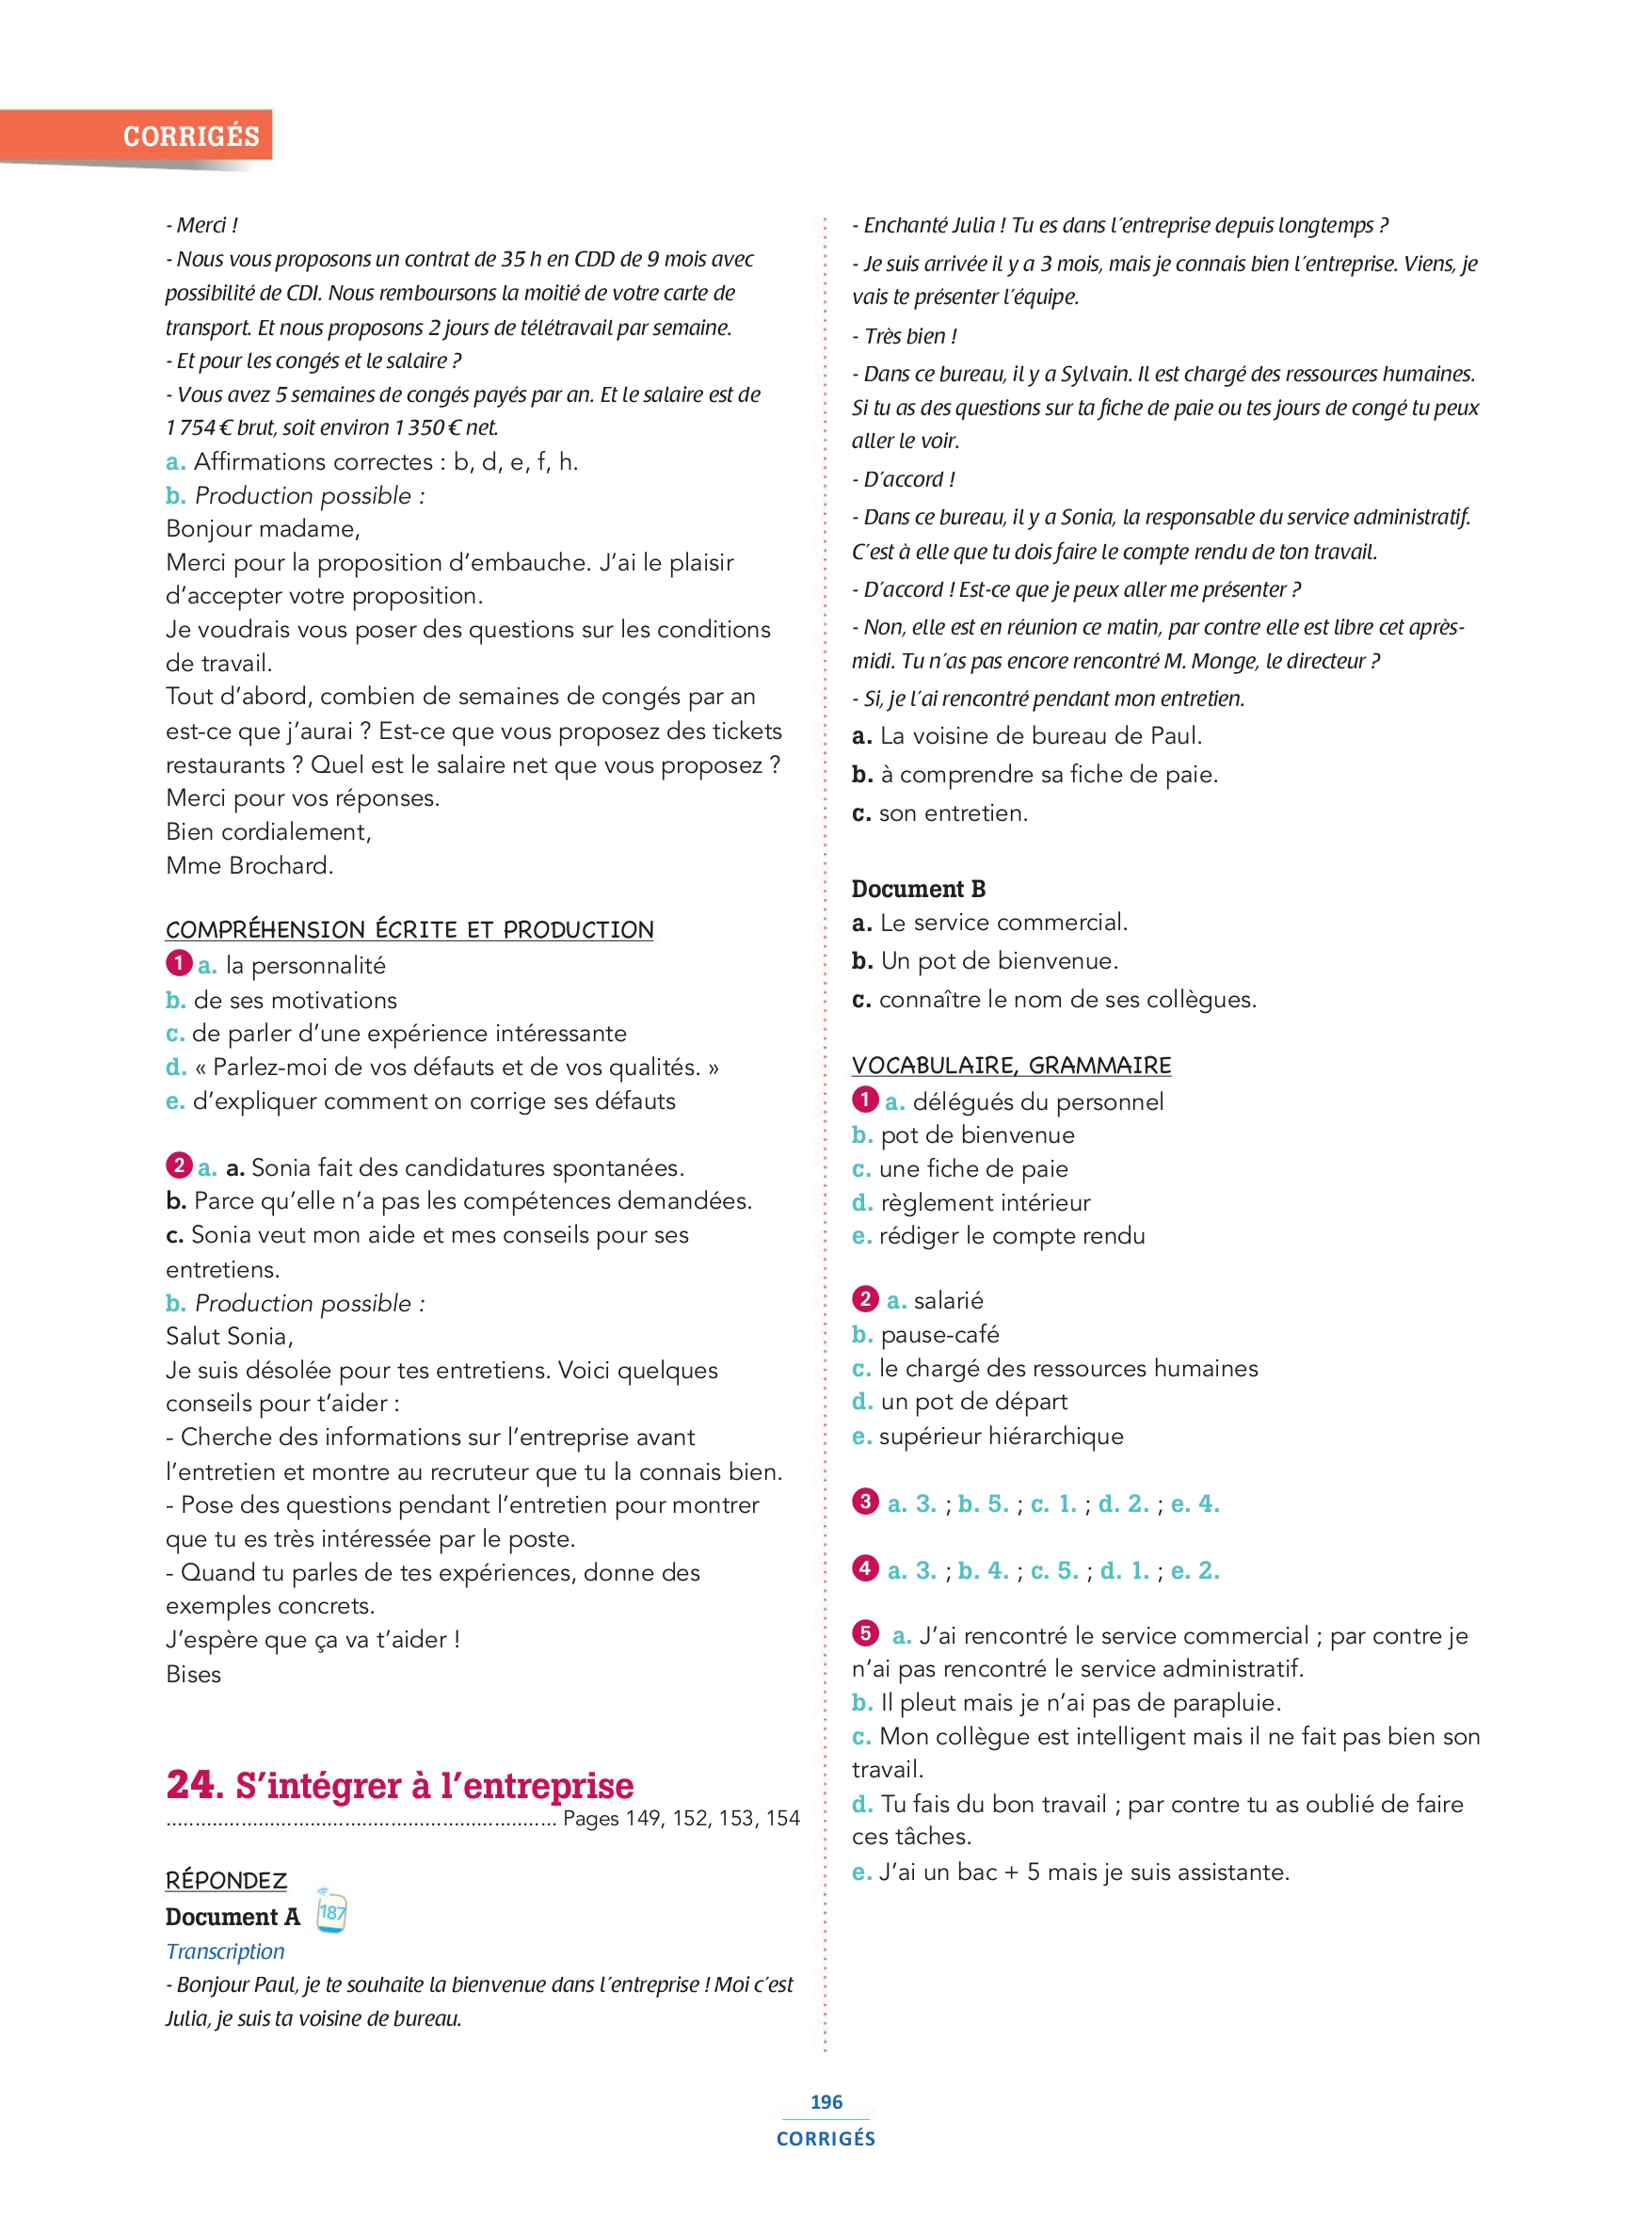 CORRIGÉS
- Merci !
- Nous vous proposons un contrat de 35 h en CDD de 9 mois avec
possibilité de CDI. Nous remboursons la moitié de votre carte de
transport. Et nous proposons 2 jours de télétravail par semaine.
- Et pour les congés et le salaire ?
- Vous avez 5 semaines de congés payés par an. Et le salaire est de
1 754 € brut, soit environ 1 350 € net.
a. Affirmations correctes : b, d, e, f, h.
b. Production possible :
Bonjour madame,
Merci pour la proposition d’embauche. J’ai le plaisir
d’accepter votre proposition.
Je voudrais vous poser des questions sur les conditions
de travail.
Tout d’abord, combien de semaines de congés par an
est-ce que j’aurai ? Est-ce que vous proposez des tickets
restaurants ? Quel est le salaire net que vous proposez ?
Merci pour vos réponses.
Bien cordialement,
Mme Brochard.
COMPRÉHENSION ÉCRITE ET PRODUCTION
1 a. la personnalité
b. de ses motivations
c. de parler d’une expérience intéressante
d. « Parlez-moi de vos défauts et de vos qualités. »
e. d’expliquer comment on corrige ses défauts
2 a. a. Sonia fait des candidatures spontanées.
b. Parce qu’elle n’a pas les compétences demandées.
c. Sonia veut mon aide et mes conseils pour ses
entretiens.
b. Production possible :
Salut Sonia,
Je suis désolée pour tes entretiens. Voici quelques
conseils pour t’aider :
- Cherche des informations sur l’entreprise avant
l’entretien et montre au recruteur que tu la connais bien.
- Pose des questions pendant l’entretien pour montrer
que tu es très intéressée par le poste.
- Quand tu parles de tes expériences, donne des
exemples concrets.
J’espère que ça va t’aider !
Bises
24. S’intégrer à l’entreprise
.................................................................... Pages 149, 152, 153, 154
RÉPONDEZ
Document A 187
Transcription
- Bonjour Paul, je te souhaite la bienvenue dans l’entreprise ! Moi c’est
Julia, je suis ta voisine de bureau.
- Enchanté Julia ! Tu es dans l’entreprise depuis longtemps ?
- Je suis arrivée il y a 3 mois, mais je connais bien l’entreprise. Viens, je
vais te présenter l’équipe.
- Très bien !
- Dans ce bureau, il y a Sylvain. Il est chargé des ressources humaines.
Si tu as des questions sur ta fiche de paie ou tes jours de congé tu peux
aller le voir.
- D’accord !
- Dans ce bureau, il y a Sonia, la responsable du service administratif.
C’est à elle que tu dois faire le compte rendu de ton travail.
- D’accord ! Est-ce que je peux aller me présenter ?
- Non, elle est en réunion ce matin, par contre elle est libre cet après-
midi. Tu n’as pas encore rencontré M. Monge, le directeur ?
- Si, je l’ai rencontré pendant mon entretien.
a. La voisine de bureau de Paul.
b. à comprendre sa fiche de paie.
c. son entretien.
Document B
a. Le service commercial.
b. Un pot de bienvenue.
c. connaître le nom de ses collègues.
VOCABULAIRE, GRAMMAIRE
1 a. délégués du personnel
b. pot de bienvenue
c. une fiche de paie
d. règlement intérieur
e. rédiger le compte rendu
2 a. salarié
b. pause-café
c. le chargé des ressources humaines
d. un pot de départ
e. supérieur hiérarchique
3 a. 3. ; b. 5. ; c. 1. ; d. 2. ; e. 4.
4 a. 3. ; b. 4. ; c. 5. ; d. 1. ; e. 2.
5 a. J’ai rencontré le service commercial ; par contre je
n’ai pas rencontré le service administratif.
b. Il pleut mais je n’ai pas de parapluie.
c. Mon collègue est intelligent mais il ne fait pas bien son
travail.
d. Tu fais du bon travail ; par contre tu as oublié de faire
ces tâches.
e. J’ai un bac + 5 mais je suis assistante.
196
CORRIGÉS